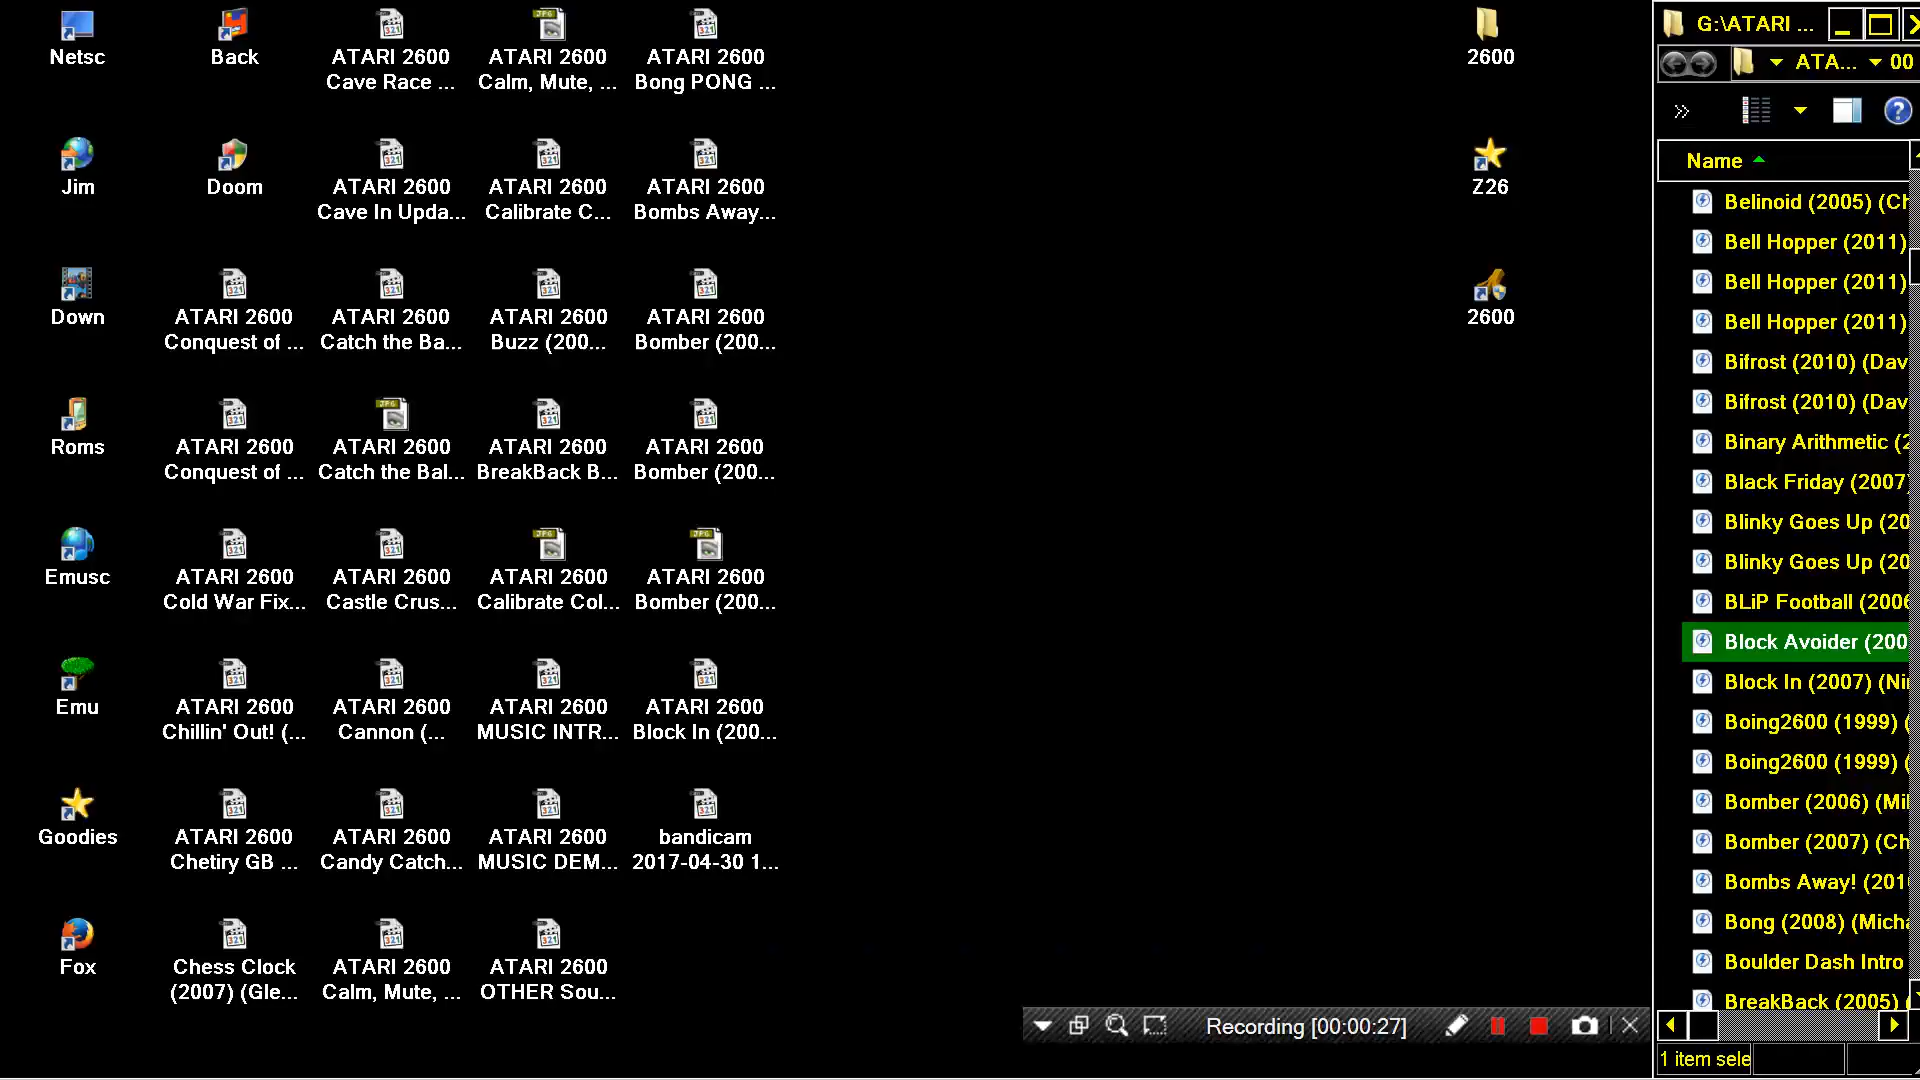 Netsc
Back
ATARI 2600
Cave Race ...
ATARI 2600
Calm, Mute, ...
ATARI 2600
Bong PONG ...
Jim
Doom
ATARI 2600
Cave In Upda...
ATARI 2600
Calibrate C...
ATARI 2600
Bombs Away...
Down
ATARI 2600
Conquest of ...
ATARI 2600
Catch the Ba...
ATARI 2600
Buzz (200...
ATARI 2600
Bomber (200...
Roms
ATARI 2600
Conquest of ...
ATARI 2600
Catch the Bal...
ATARI 2600
BreakBack B...
ATARI 2600
Bomber (200...
Emusc
ATARI 2600
Cold War Fix...
ATARI 2600
Castle Crus...
ATARI 2600
Calibrate Col...
ATARI 2600
Bomber (200...
Emu
ATARI 2600
Chillin' Out! (...
ATARI 2600
Cannon (...
ATARI 2600
MUSIC INTR...
ATARI 2600
Block In (200...
Goodies
ATARI 2600
Chetiry GB ...
ATARI 2600
Candy Catch...
ATARI 2600
MUSIC DEM...
bandicam
2017-04-30 1...
Fox
Chess Clock
(2007) (Gle...
ATARI 2600
Calm, Mute, ...
ATARI 2600
OTHER Sou...
2600
Z26
2600
Recording [00:00:27]
G:\ATARI ...
ATA... 00
Name
Belinoid (2005) (Ch
Bell Hopper (2011)
Bell Hopper (2011)
Bell Hopper (2011)
Bifrost (2010) (Dav
Bifrost (2010) (Dav
Binary Arithmetic (2
Black Friday (2007)
Blinky Goes Up (20
Blinky Goes Up (20
BLiP Football (2006
Block Avoider (200
Block In (2007) (Ni
Boing2600 (1999) (
Boing2600 (1999) (
Bomber (2006) (Mi
Bomber (2007) (Ch
Bombs Away! (201
Bong (2008) (Micha
Boulder Dash Intro
BreakBack (2005) (
1 item sele